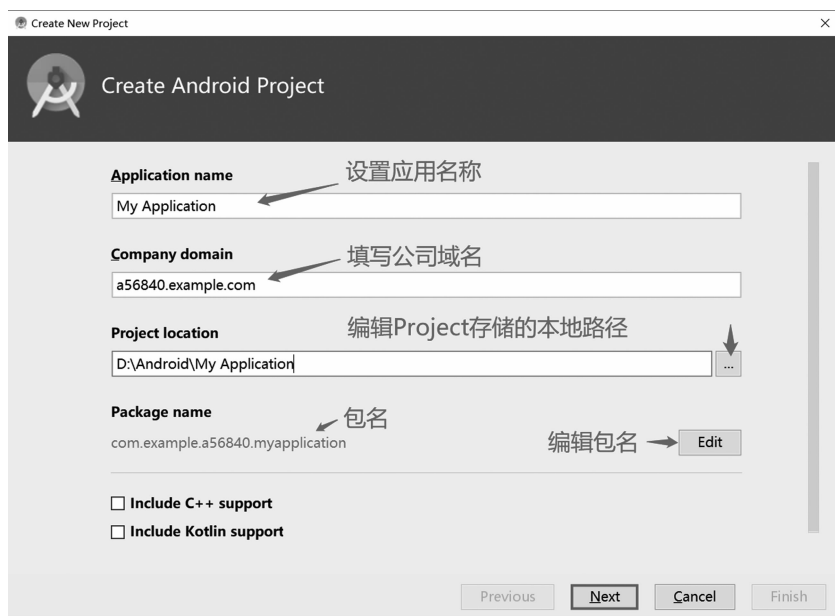 Create New Project
Create Android Project
Application name
设置应用名称
My Application
Company domain
填写公司域名
a56840.example.com
Project location
编辑Project存储的本地路径
D:\Android\My Application
...
Package name
包名
com.example.a56840.myapplication
编辑包名
Edit
Include C++ support
Include Kotlin support
Previous
Next
Cancel
Finish